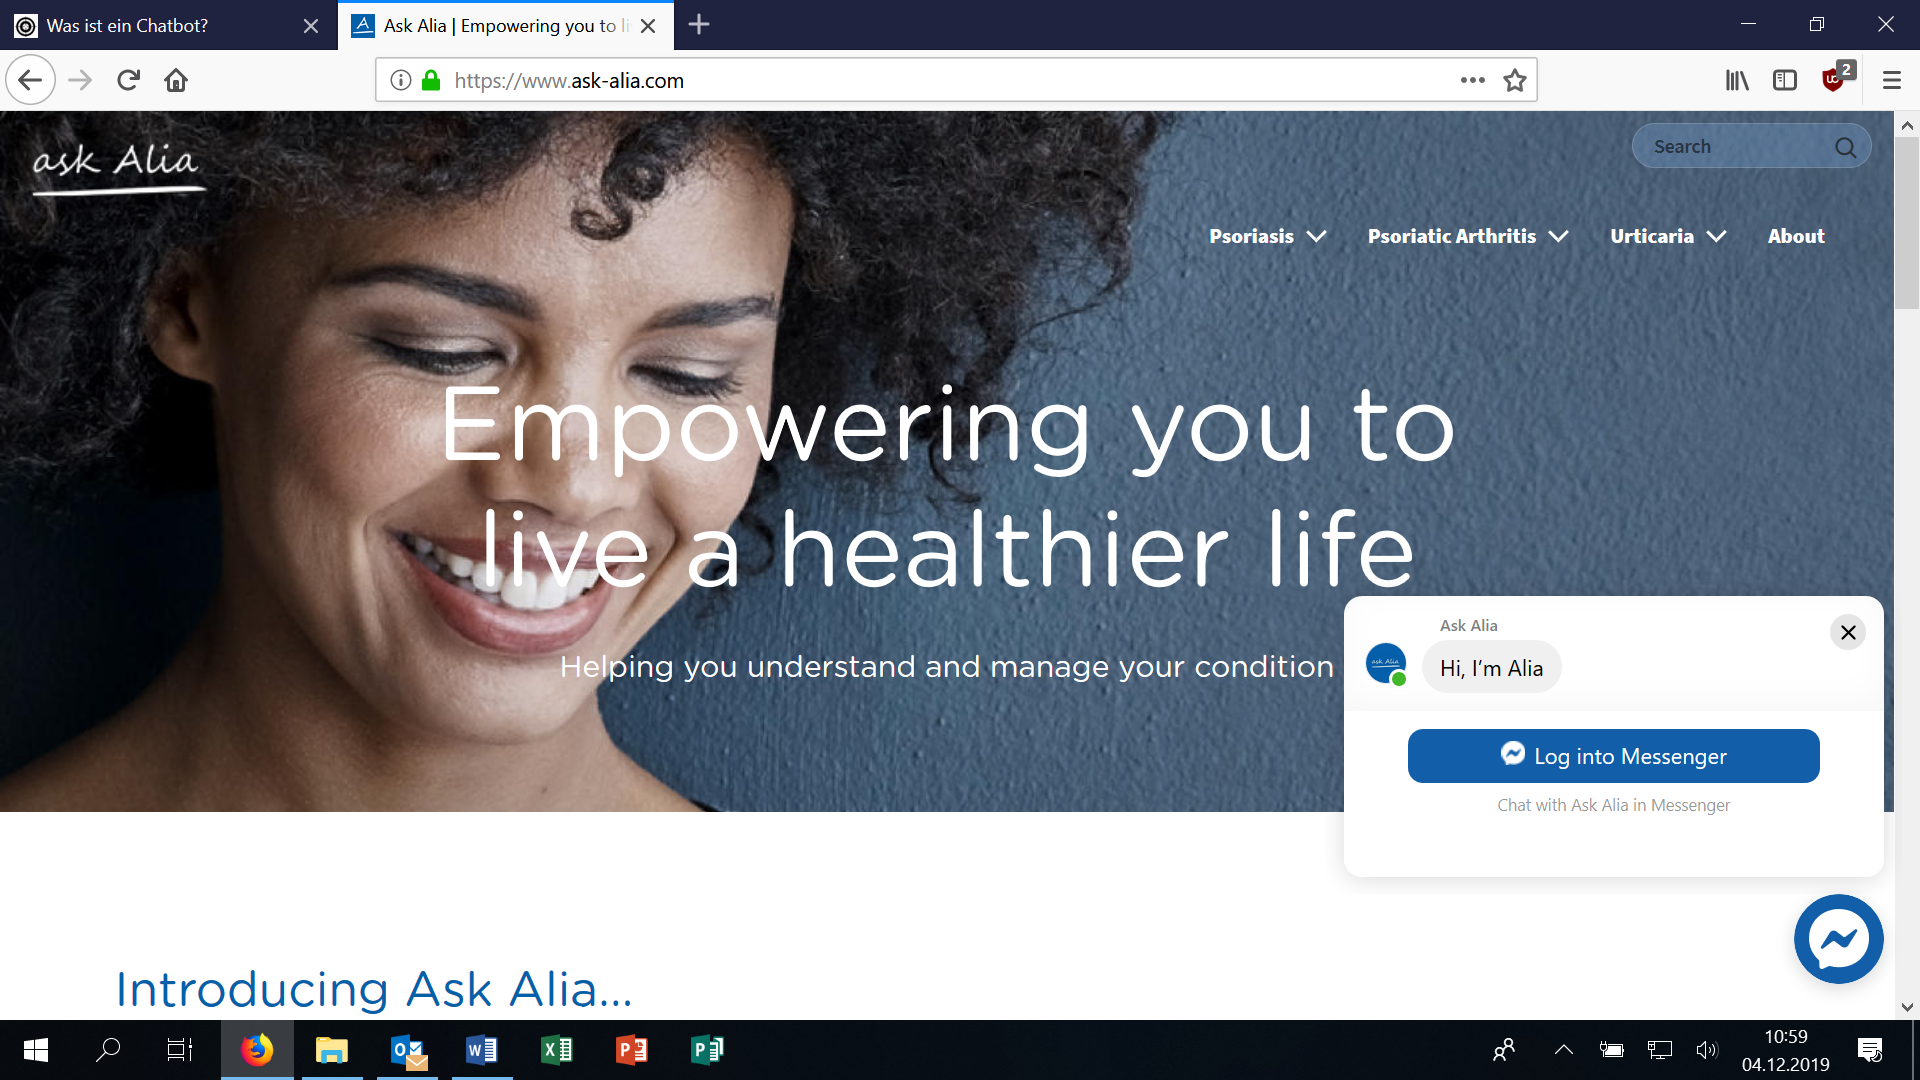 Was ist ein Chatbot?
Ask Alia | Empowering you to li
https://www.ask-alia.com
2
ask Alia
Search
Psoriasis
Psoriatic Arthritis
Urticaria
About
Empowering you to
live a healthier life
Helping you understand and manage your condition
Ask Alia
ask Alia
Hi, I'm Alia
Log into Messenger
Chat with Ask Alia in Messenger
Introducing Ask Alia...
10:59
04.12.2019